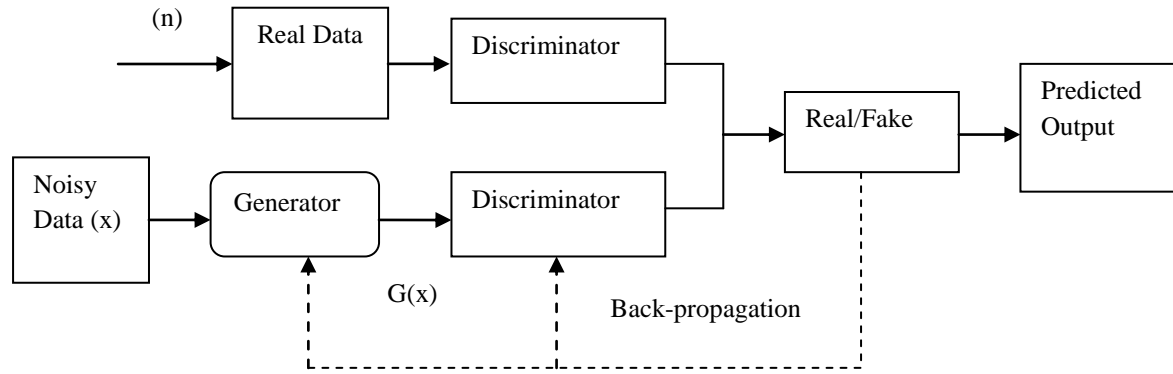 (n)
Real Data
Discriminator
Real/Fake
Predicted
Output
Noisy
Data (x)
Generator
Discriminator
G(x)
Back-propagation